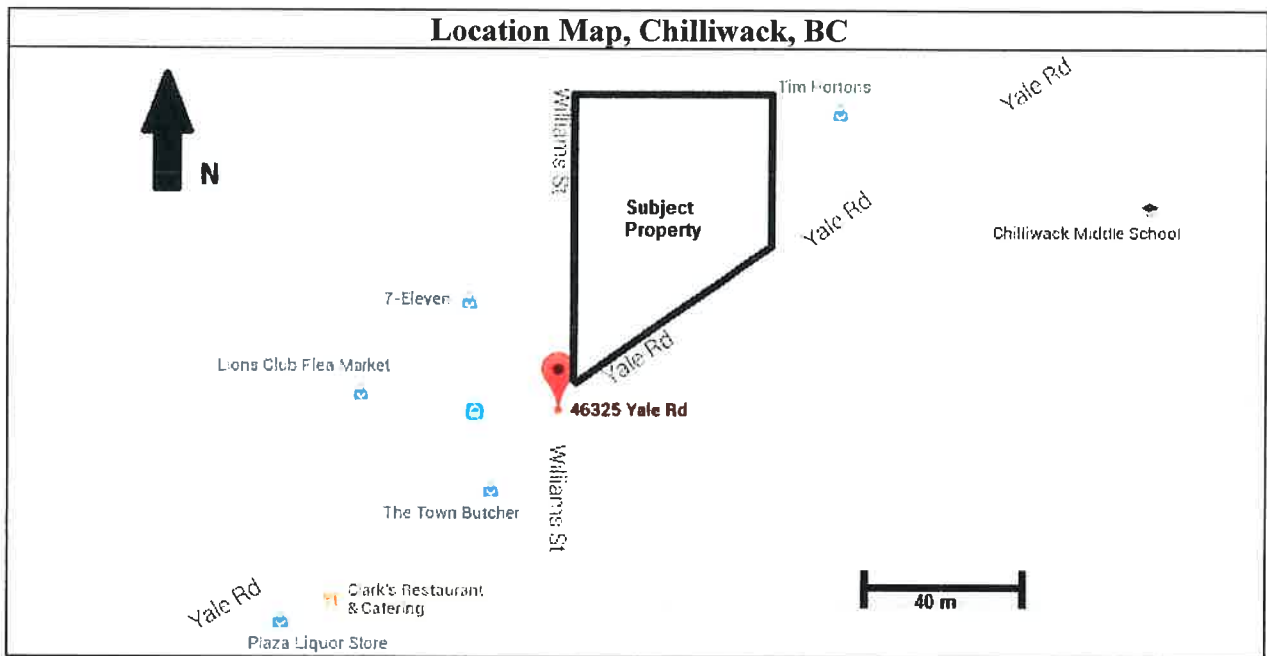 Location Map, Chilliwack, BC
N
Williams St
Tim Hortons
Yale Rd
Subject
Property
Yale Rd
Chilliwack Middle School
7-Eleven
Yale Rd
Lions Club Flea Market
46325 Yale Rd
Williams St
The Town Butcher
Clark's Restaurant
& Catering
Yale Rd
Plaza Liquor Store
40 m